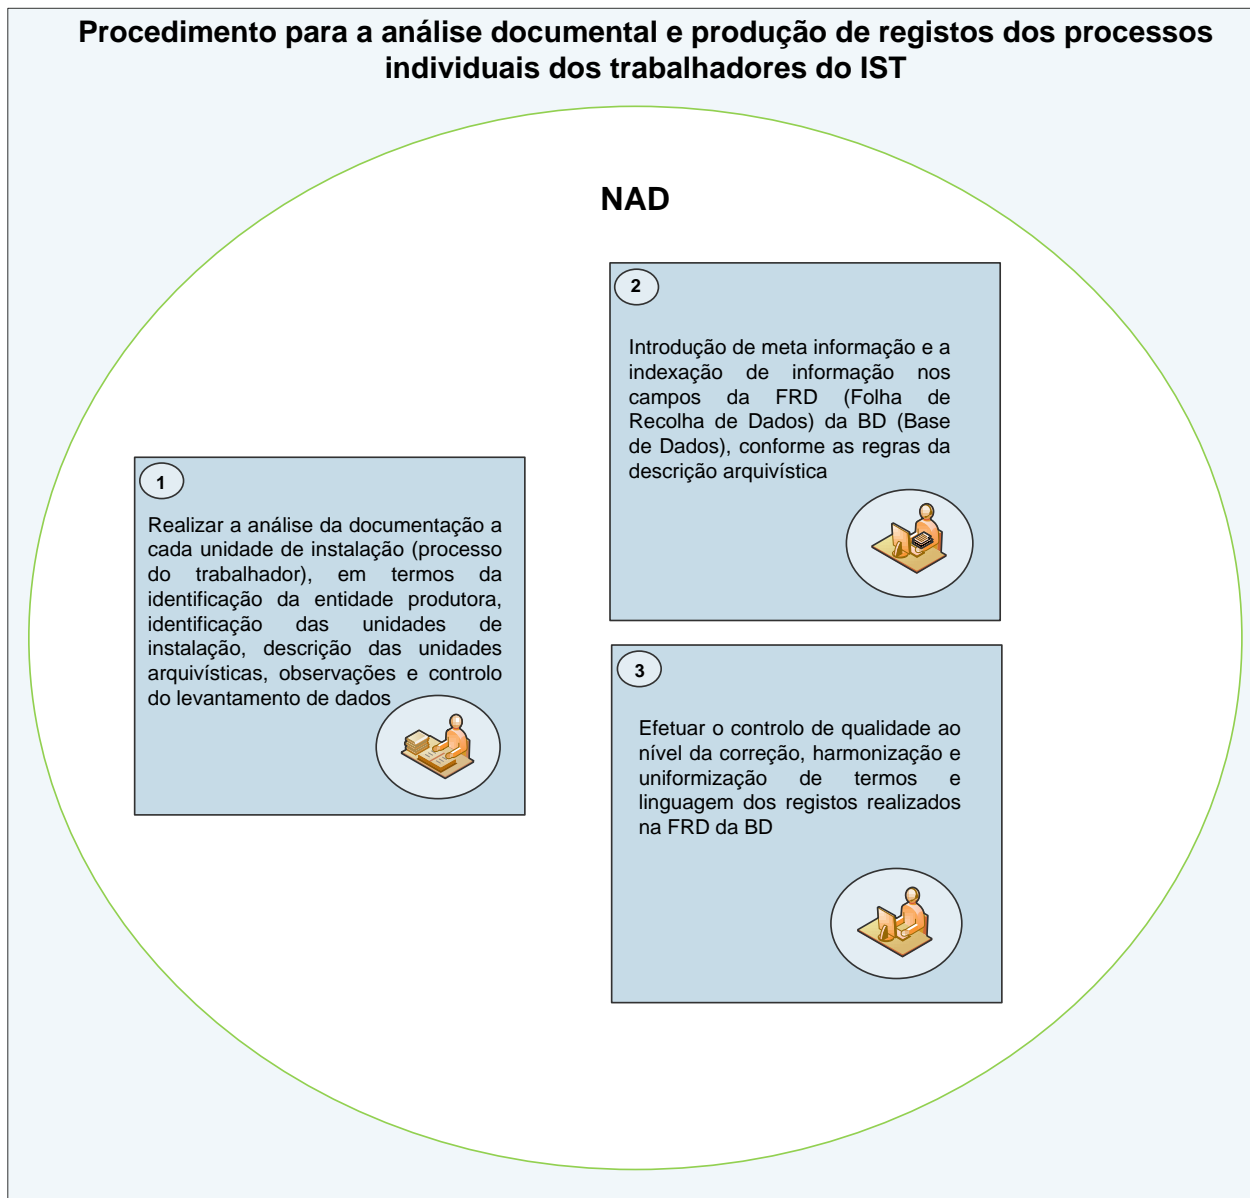 Procedimento para a análise documental e produção de registos dos processos
individuais dos trabalhadores do IST
NAD
1
Realizar a análise da documentação a
cada unidade de instalação (processo
do trabalhador), em termos da
identificação da entidade produtora,
identificação das unidades de
instalação, descrição das unidades
arquivísticas, observações e controlo
do levantamento de dados
2
Introdução de meta informação e a
indexação de informação nos
campos da FRD (Folha de
Recolha de Dados) da BD (Base
de Dados), conforme as regras da
descrição arquivística
3
Efetuar o controlo de qualidade ao
nível da correção, harmonização e
uniformização de termos e
linguagem dos registos realizados
na FRD da BD